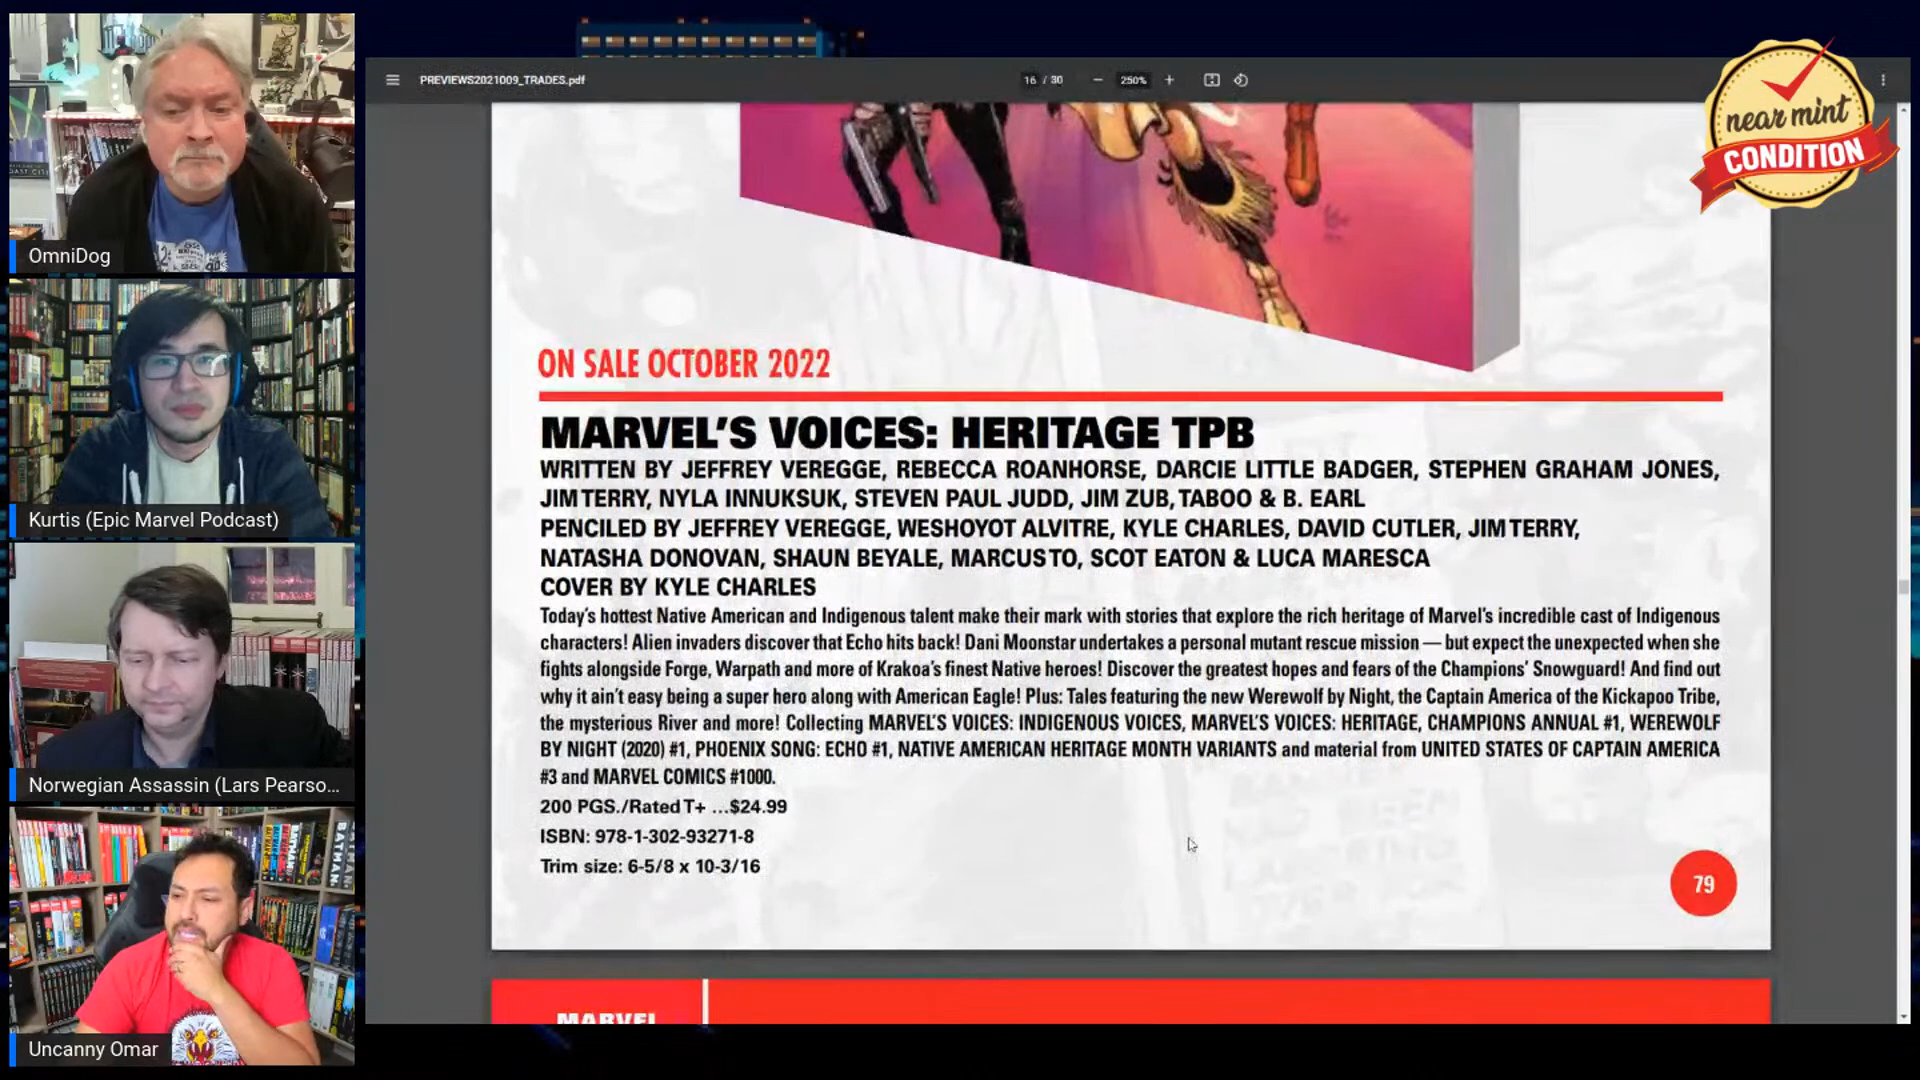 PREVIEWS2021009_TRADES.pdf
16 / 30
250%
near mint
CONDITION
OmniDog
Kurtis (Epic Marvel Podcast)
Norwegian Assassin (Lars Pearso...
Uncanny Omar
BATMAN
ON SALE OCTOBER 2022
MARVEL'S VOICES: HERITAGE TPB
WRITTEN BY JEFFREY VEREGGE, REBECCA ROANHORSE, DARCIE LITTLE BADGER, STEPHEN GRAHAM JONES,
JIM TERRY, NYLA INNUKSUK, STEVEN PAUL JUDD, JIM ZUB, TABOO & B. EARL
PENCILED BY JEFFREY VEREGGE, WESHOYOT ALVITRE, KYLE CHARLES, DAVID CUTLER, JIM TERRY,
NATASHA DONOVAN, SHAUN BEYALE, MARCUS TO, SCOT EATON & LUCA MARESCA
COVER BY KYLE CHARLES
Today's hottest Native American and Indigenous talent make their mark with stories that explore the rich heritage of Marvel's incredible cast of Indigenous
characters! Alien invaders discover that Echo hits back! Dani Moonstar undertakes a personal mutant rescue mission — but expect the unexpected when she
fights alongside Forge, Warpath and more of Krakoa's finest Native heroes! Discover the greatest hopes and fears of the Champions' Snowguard! And find out
why it ain't easy being a super hero along with American Eagle! Plus: Tales featuring the new Werewolf by Night, the Captain America of the Kickapoo Tribe,
the mysterious River and more! Collecting MARVEL'S VOICES: INDIGENOUS VOICES, MARVEL'S VOICES: HERITAGE, CHAMPIONS ANNUAL #1, WEREWOLF
BY NIGHT (2020) #1, PHOENIX SONG: ECHO #1, NATIVE AMERICAN HERITAGE MONTH VARIANTS and material from UNITED STATES OF CAPTAIN AMERICA
#3 and MARVEL COMICS #1000.
200 PGS./Rated T+ ...$24.99
ISBN: 978-1-302-93271-8
Trim size: 6-5/8 x 10-3/16
79
MARVEL